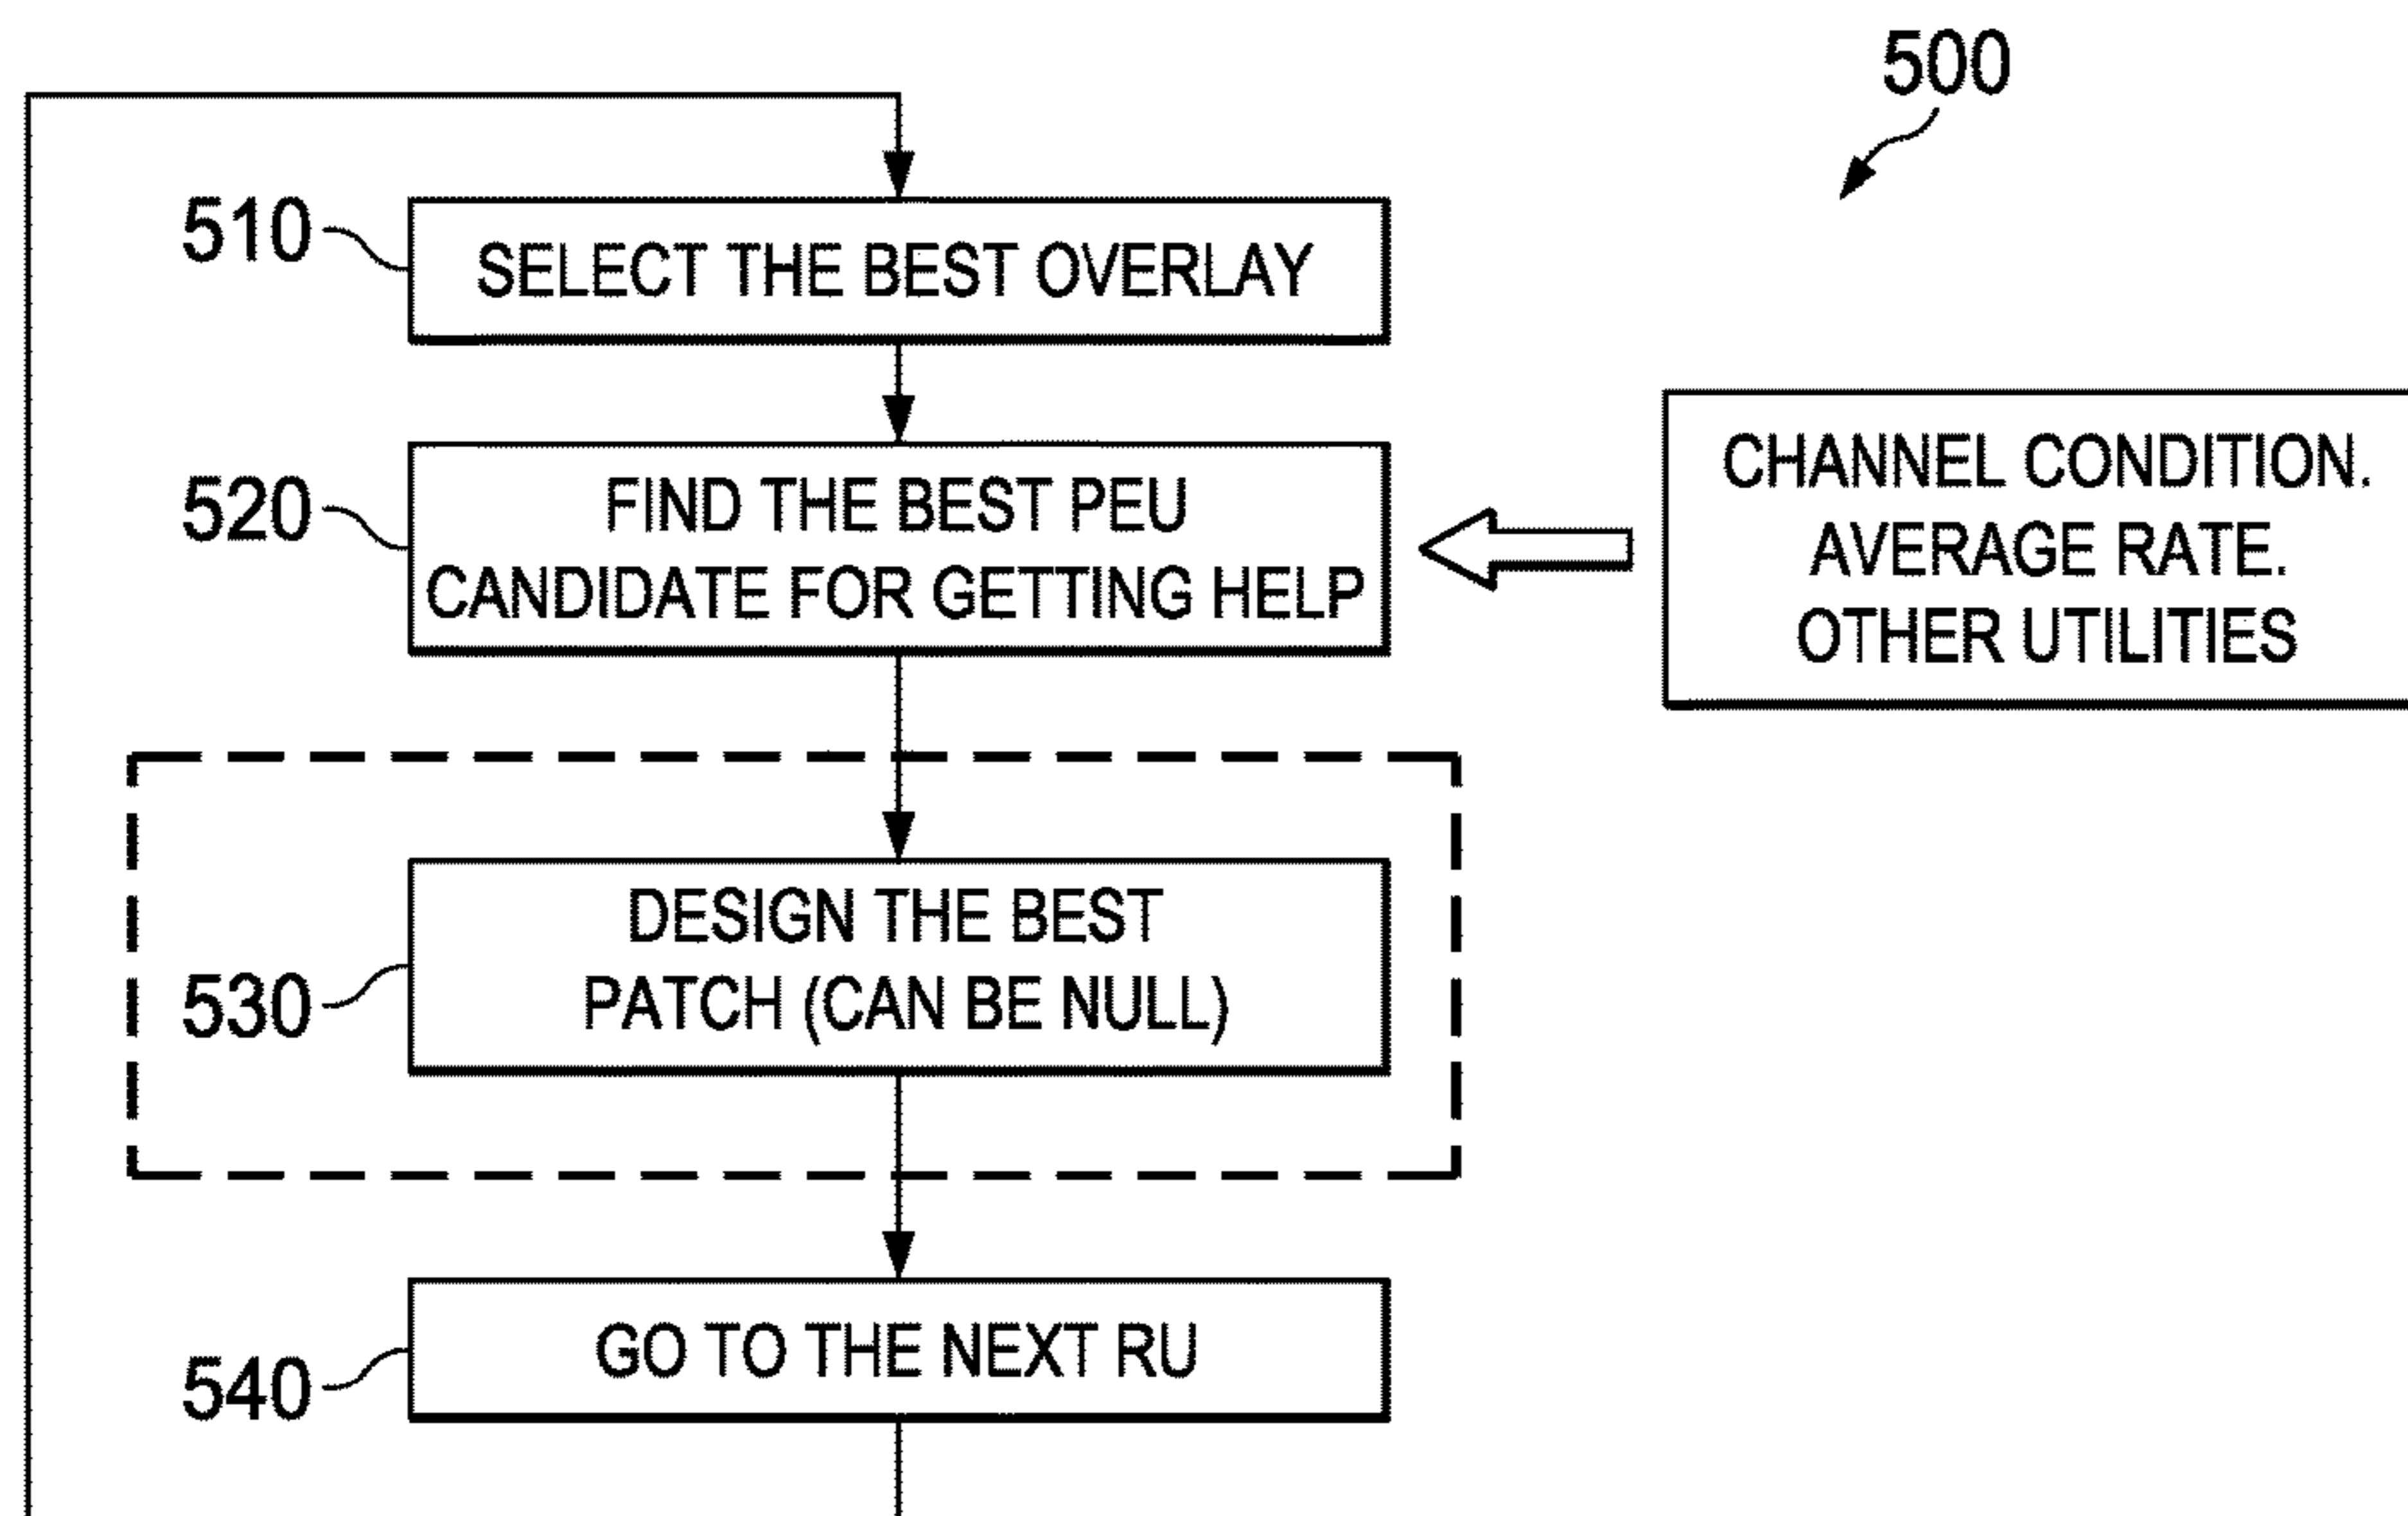 500
510
SELECT THE BEST OVERLAY
520
FIND THE BEST PEU
CANDIDATE FOR GETTING HELP
CHANNEL CONDITION.
AVERAGE RATE.
OTHER UTILITIES
530
DESIGN THE BEST
PATCH (CAN BE NULL)
540
GO TO THE NEXT RU